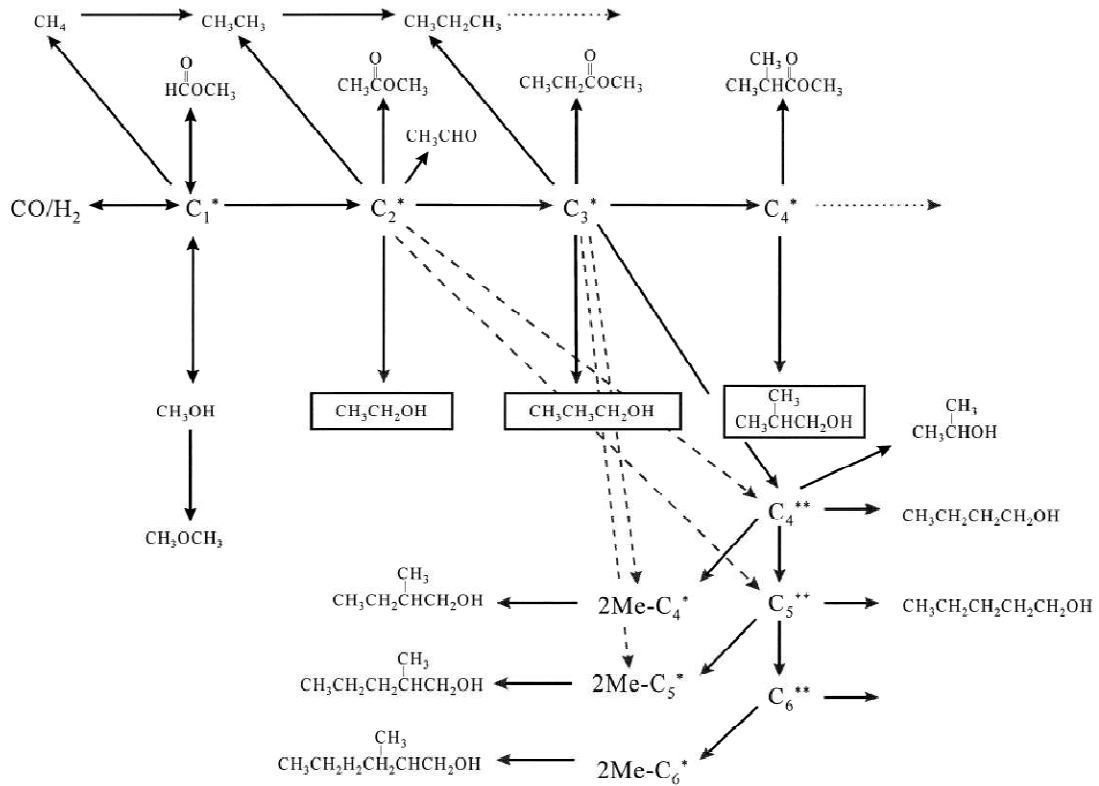 CH₄ CH₃CH₃ CH₃CH₂CH₃
O
HCOCH₃
O
CH₃COCH₃
O
CH₃CH₂COCH₃
CH₃ O
CH₃CHCOCH₃
CH₃CHO
CO/H₂ C₁* C₂* C₃* C₄*
CH₃OH
CH₃CH₂OH
CH₃CH₃CH₂OH
CH₃
CH₃CHCH₂OH
CH₃
CH₃CHOH
CH₃OCH₃
C₄** CH₃CH₂CH₂CH₂OH
CH₃
CH₃CH₂CHCH₂OH
2Me-C₄* C₅⁺⁺ CH₃CH₂CH₂CH₂CH₂OH
CH₃
CH₃CH₂CH₂CHCH₂OH
2Me-C₅* C₆**
CH₃
CH₃CH₂H₂CH₂CHCH₂OH
2Me-C₆*